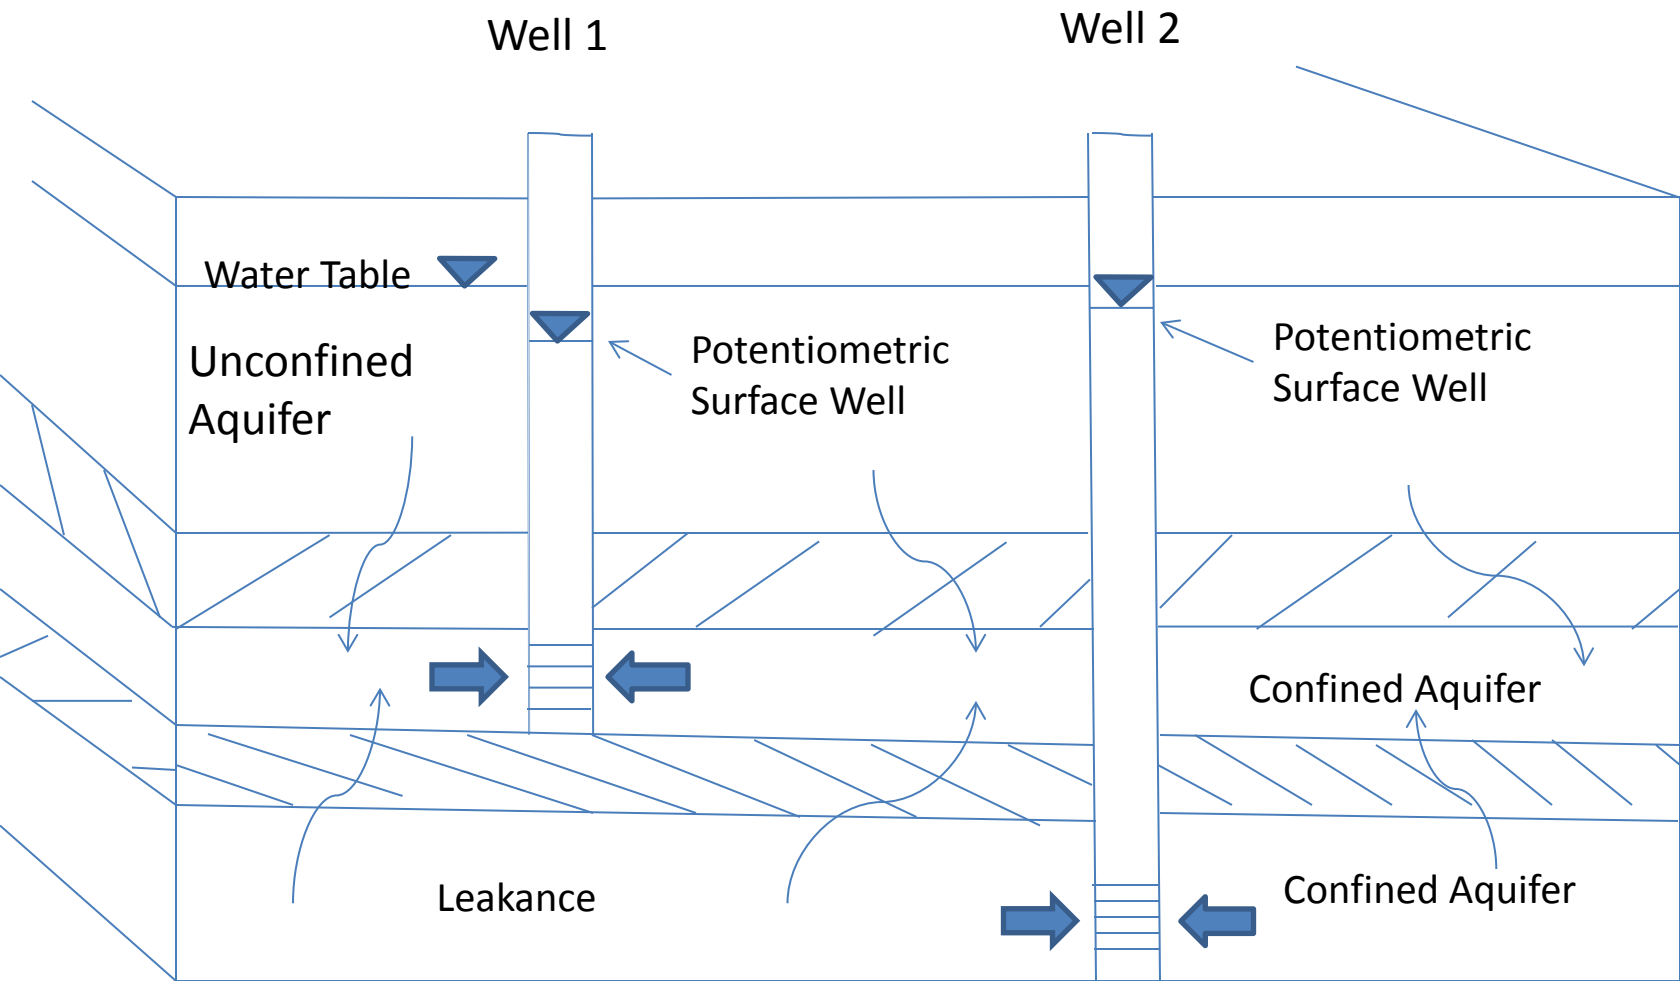 Well 1
Well 2
Water Table
Unconfined
Aquifer
Potentiometric
Surface Well
Potentiometric
Surface Well
Confined Aquifer
Leakance
Confined Aquifer